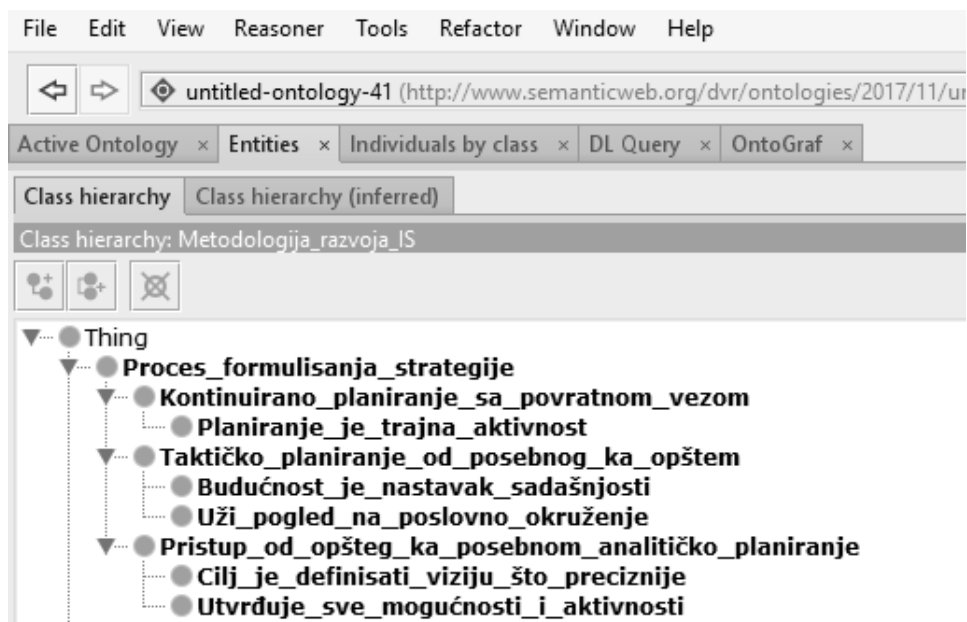 File Edit View Reasoner Tools Refactor Window Help
untitled-ontology-41 (http://www.semanticweb.org/dvr/ontologies/2017/11/
Active Ontology × Entities × Individuals by class × DL Query × OntoGraf ×
Class hierarchy Class hierarchy (inferred)
Class hierarchy: Metodologija_razvoja_IS
Thing
Proces_formulisanja_strategije
Kontinuirano_planiranje_sa_povratnom_vezom
Planiranje_je_trajna_aktivnost
Taktičko_planiranje_od_posebnog_ka_opštem
Budućnost_je_nastavak_sadašnjosti
Uži_pogled_na_poslovno_okruženje
Pristup_od_opšteg_ka_posebnom_analitičko_planiranje
Cilj_je_definisati_viziju_što_preciznije
Utvrđuje_sve_mogućnosti_i_aktivnosti